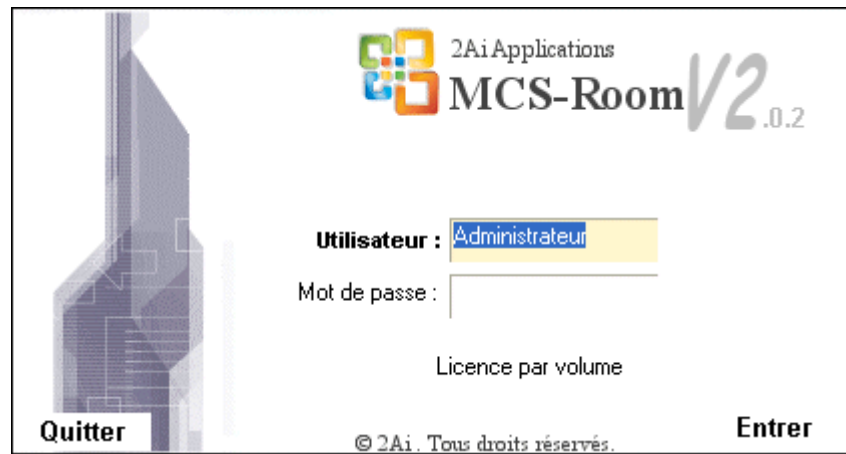 2Ai Applications
MCS-Room V2.0.2
Utilisateur : Administrateur
Mot de passe :
Licence par volume
Quitter
Entrer
© 2Ai . Tous droits réservés.